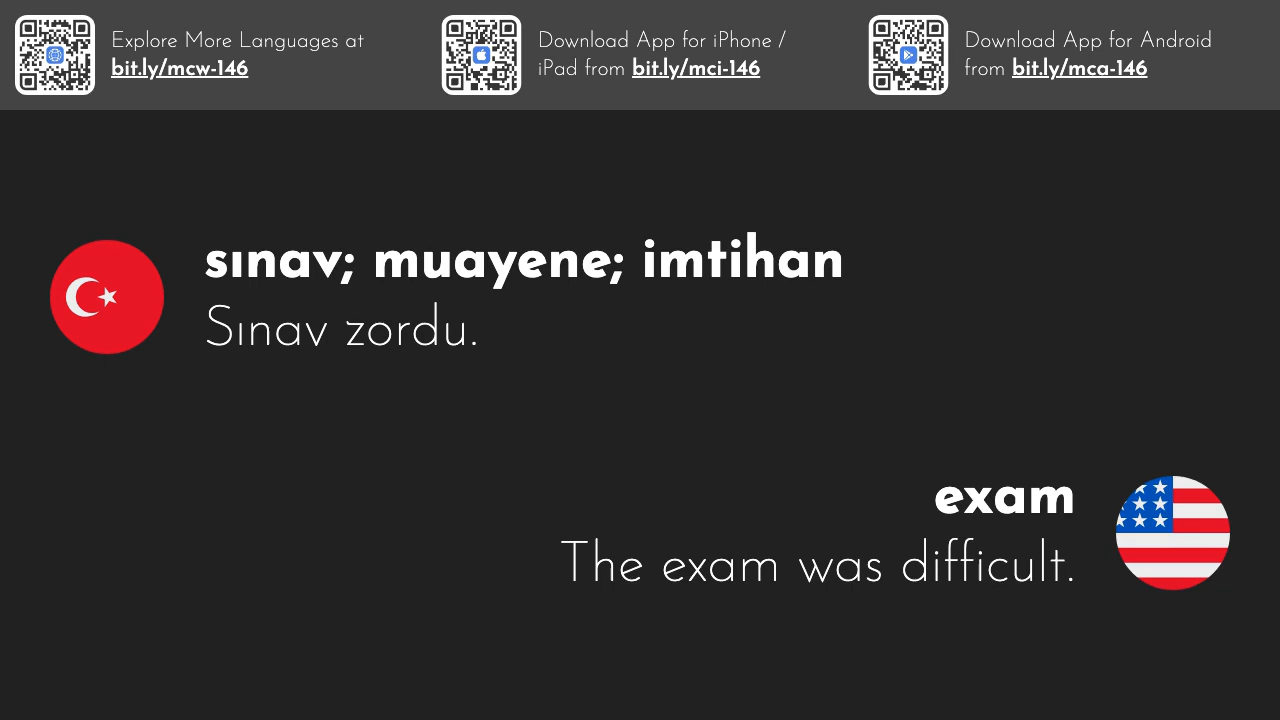 Explore More Languages at
bit.ly/mcw-146
Download App for iPhone /
iPad from bit.ly/mci-146
Download App for Android
from bit.ly/mca-146
sınav; muayene; imtihan
Sınav zordu.
exam
The exam was difficult.